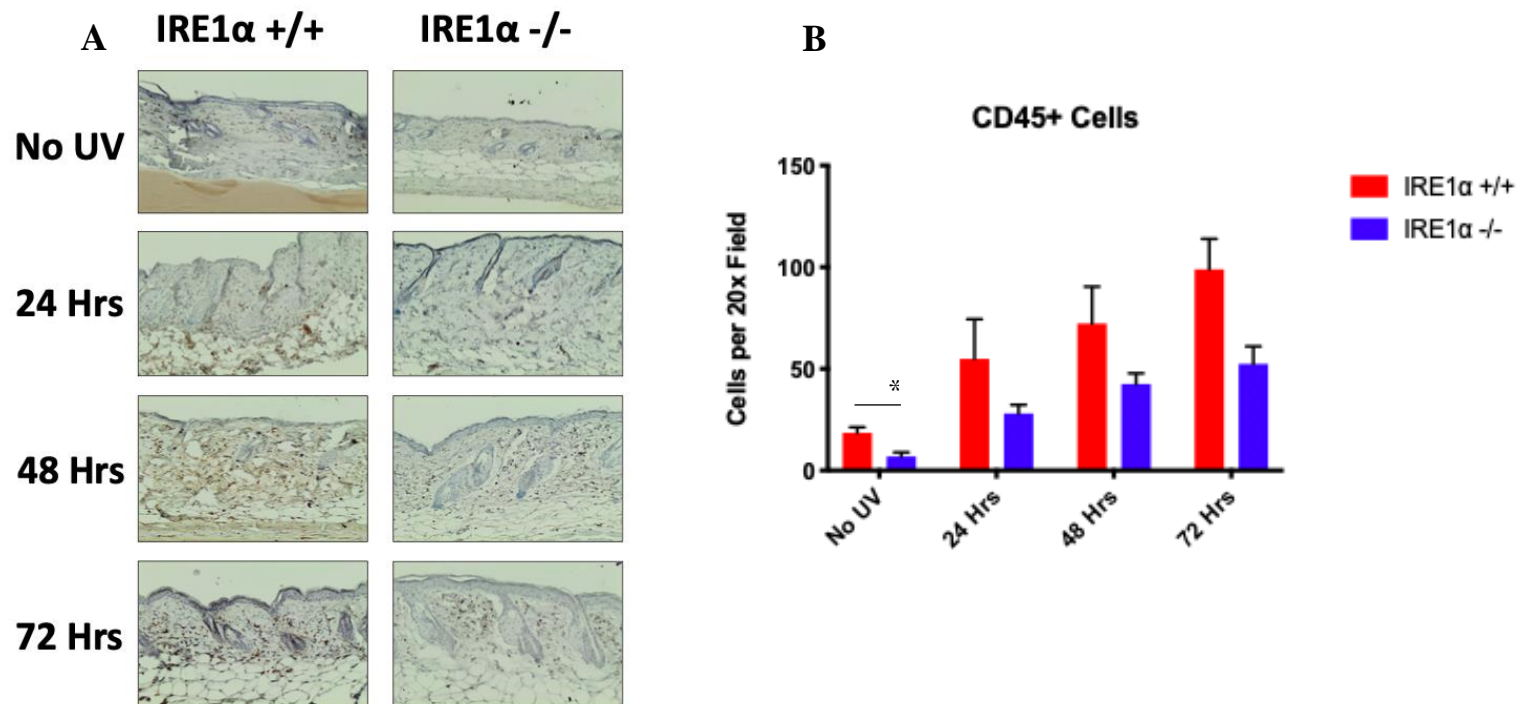 A
IRE1α +/+
IRE1α -/-
No UV
24 Hrs
48 Hrs
72 Hrs
B
CD45+ Cells
Cells per 20x Field
150
100
50
0
*
No UV
24 Hrs
48 Hrs
72 Hrs
IRE1α +/+
IRE1α -/-